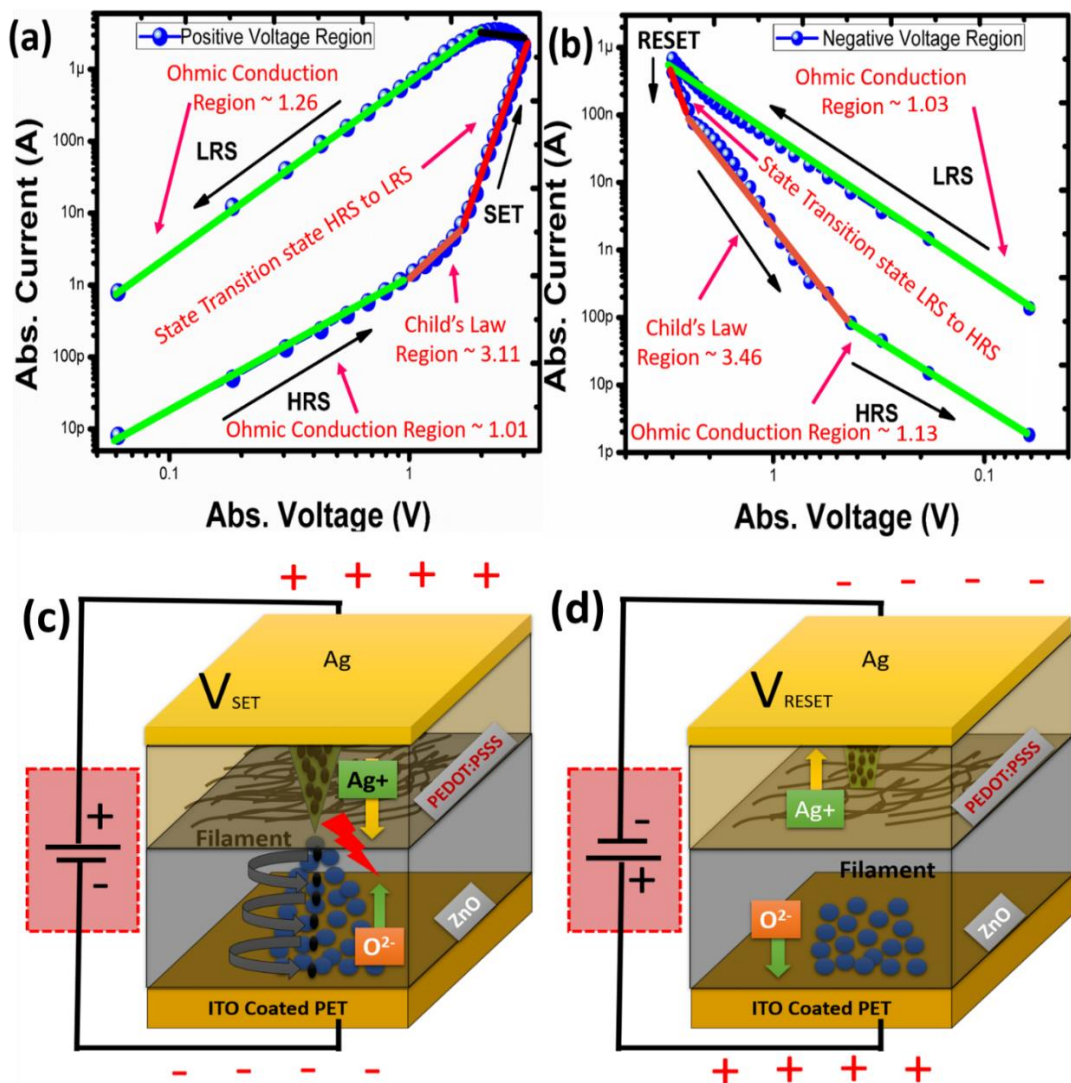 (a)
Positive Voltage Region
Ohmic Conduction
Region ~ 1.26
LRS
State Transition state HRS to LRS
SET
Child's Law
Region ~ 3.11
HRS
Ohmic Conduction Region ~ 1.01
1µ
100n
10n
1n
100p
10p
0.1
1
Abs. Current (A)
Abs. Voltage (V)
(b)
RESET
Negative Voltage Region
Ohmic Conduction
Region ~ 1.03
LRS
State Transition state LRS to HRS
Child's Law
Region ~ 3.46
HRS
Ohmic Conduction Region ~ 1.13
1µ
100n
10n
1n
100p
10p
1p
1
0.1
Abs. Current (A)
Abs. Voltage (V)
(c)
+ + + +
Ag
VSET
Ag+
PEDOT:PSSS
Filament
+
-
O2-
ZnO
ITO Coated PET
- - - -
(d)
- - - -
Ag
VRESET
Ag+
PEDOT:PSSS
Filament
-
+
O2-
ZnO
ITO Coated PET
+ + + +